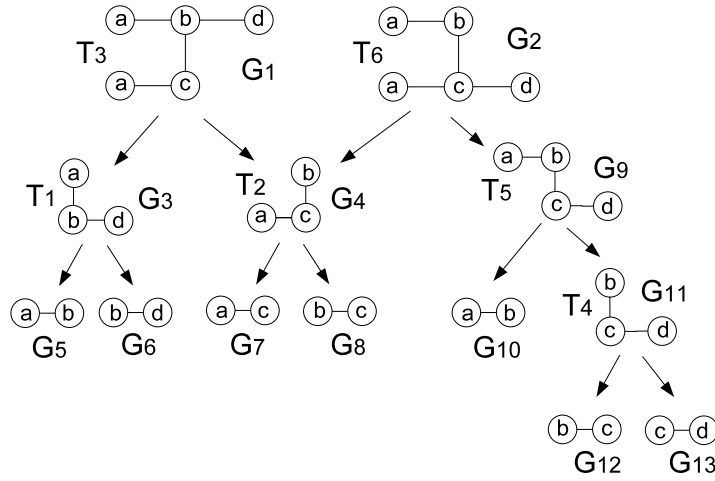 a b d a b
T3 G1 T6 G2
a c a c d
a a b
T1 G3 T2 b G4 T5 G9
b d a c c d
b
T4 G11
a b b d a c b c a b c d
G5 G6 G7 G8 G10
b c c d
G12 G13